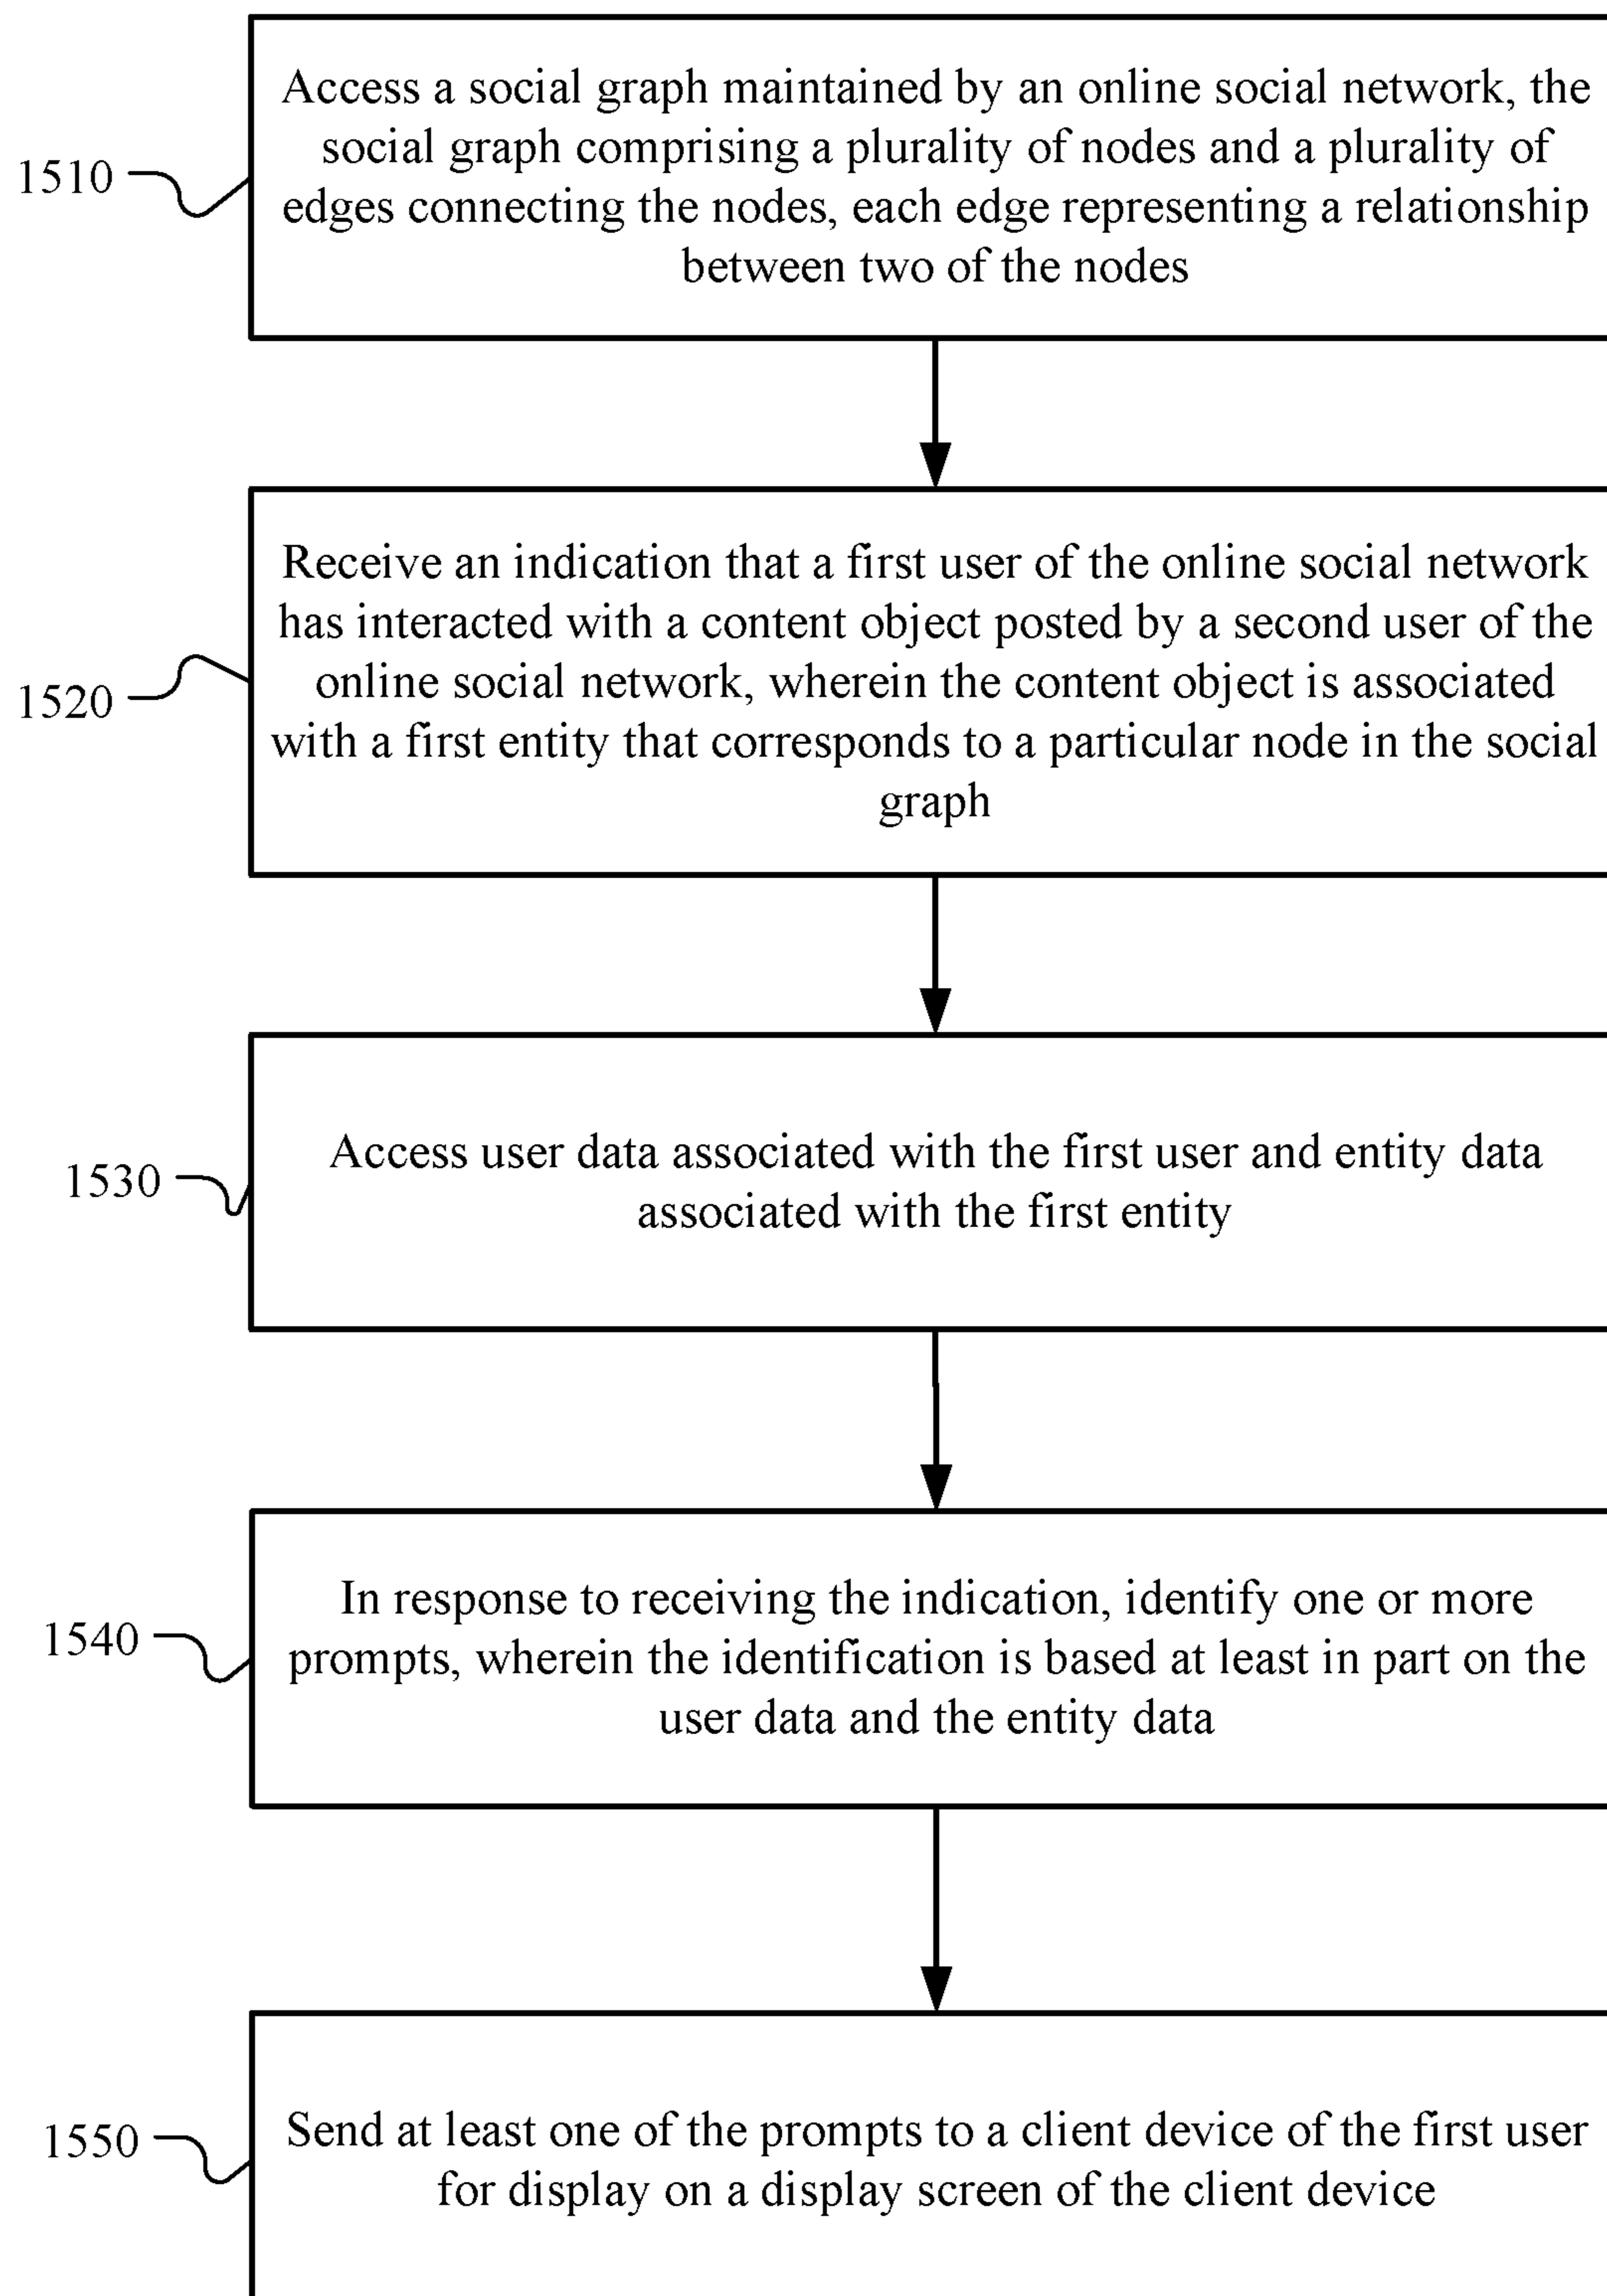 Access a social graph maintained by an online social network, the
social graph comprising a plurality of nodes and a plurality of
edges connecting the nodes, each edge representing a relationship
between two of the nodes
1510
Receive an indication that a first user of the online social network
has interacted with a content object posted by a second user of the
online social network, wherein the content object is associated
with a first entity that corresponds to a particular node in the social
graph
1520
Access user data associated with the first user and entity data
associated with the first entity
1530
In response to receiving the indication, identify one or more
prompts, wherein the identification is based at least in part on the
user data and the entity data
1540
Send at least one of the prompts to a client device of the first user
for display on a display screen of the client device
1550